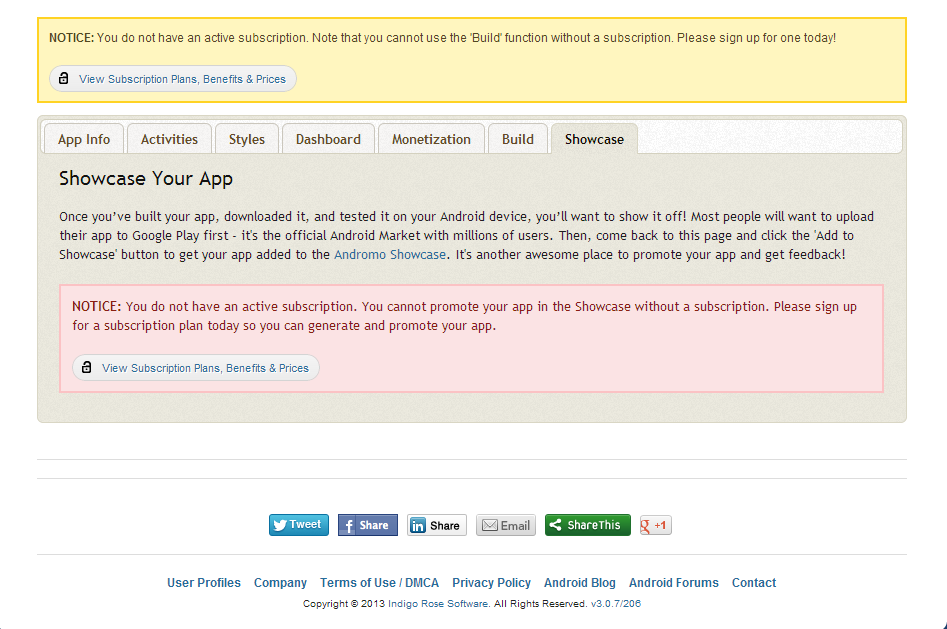 NOTICE: You do not have an active subscription. Note that you cannot use the 'Build' function without a subscription. Please sign up for one today!
View Subscription Plans, Benefits & Prices
App Info Activities Styles Dashboard Monetization Build Showcase
Showcase Your App
Once you've built your app, downloaded it, and tested it on your Android device, you'll want to show it off! Most people will want to upload
their app to Google Play first - it's the official Android Market with millions of users. Then, come back to this page and click the 'Add to
Showcase' button to get your app added to the Andromo Showcase. It's another awesome place to promote your app and get feedback!
NOTICE: You do not have an active subscription. You cannot promote your app in the Showcase without a subscription. Please sign up
for a subscription plan today so you can generate and promote your app.
View Subscription Plans, Benefits & Prices
Tweet f Share in Share Email ShareThis g +1
User Profiles Company Terms of Use / DMCA Privacy Policy Android Blog Android Forums Contact
Copyright © 2013 Indigo Rose Software. All Rights Reserved. v3.0.7/206